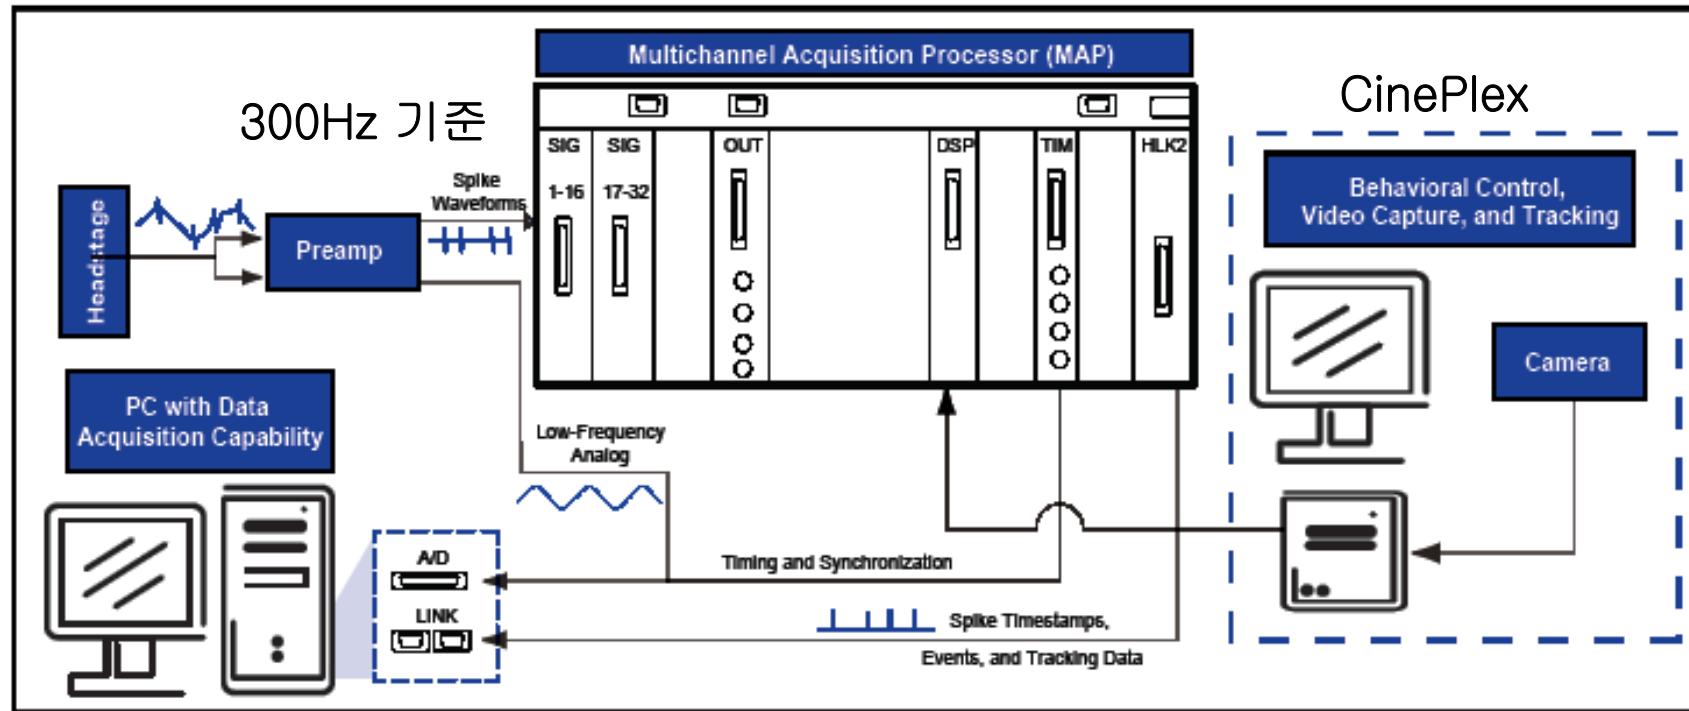 Multichannel Acquisition Processor (MAP)
300Hz 기준
CinePlex
SIG
1-16
SIG
17-32
OUT
DSP
TIM
HLK2
Spike
Waveforms
Headstage
Preamp
Behavioral Control,
Video Capture, and Tracking
Camera
PC with Data
Acquisition Capability
Low-Frequency
Analog
A/D
LINK
Timing and Synchronization
Spike Timestamps,
Events, and Tracking Data